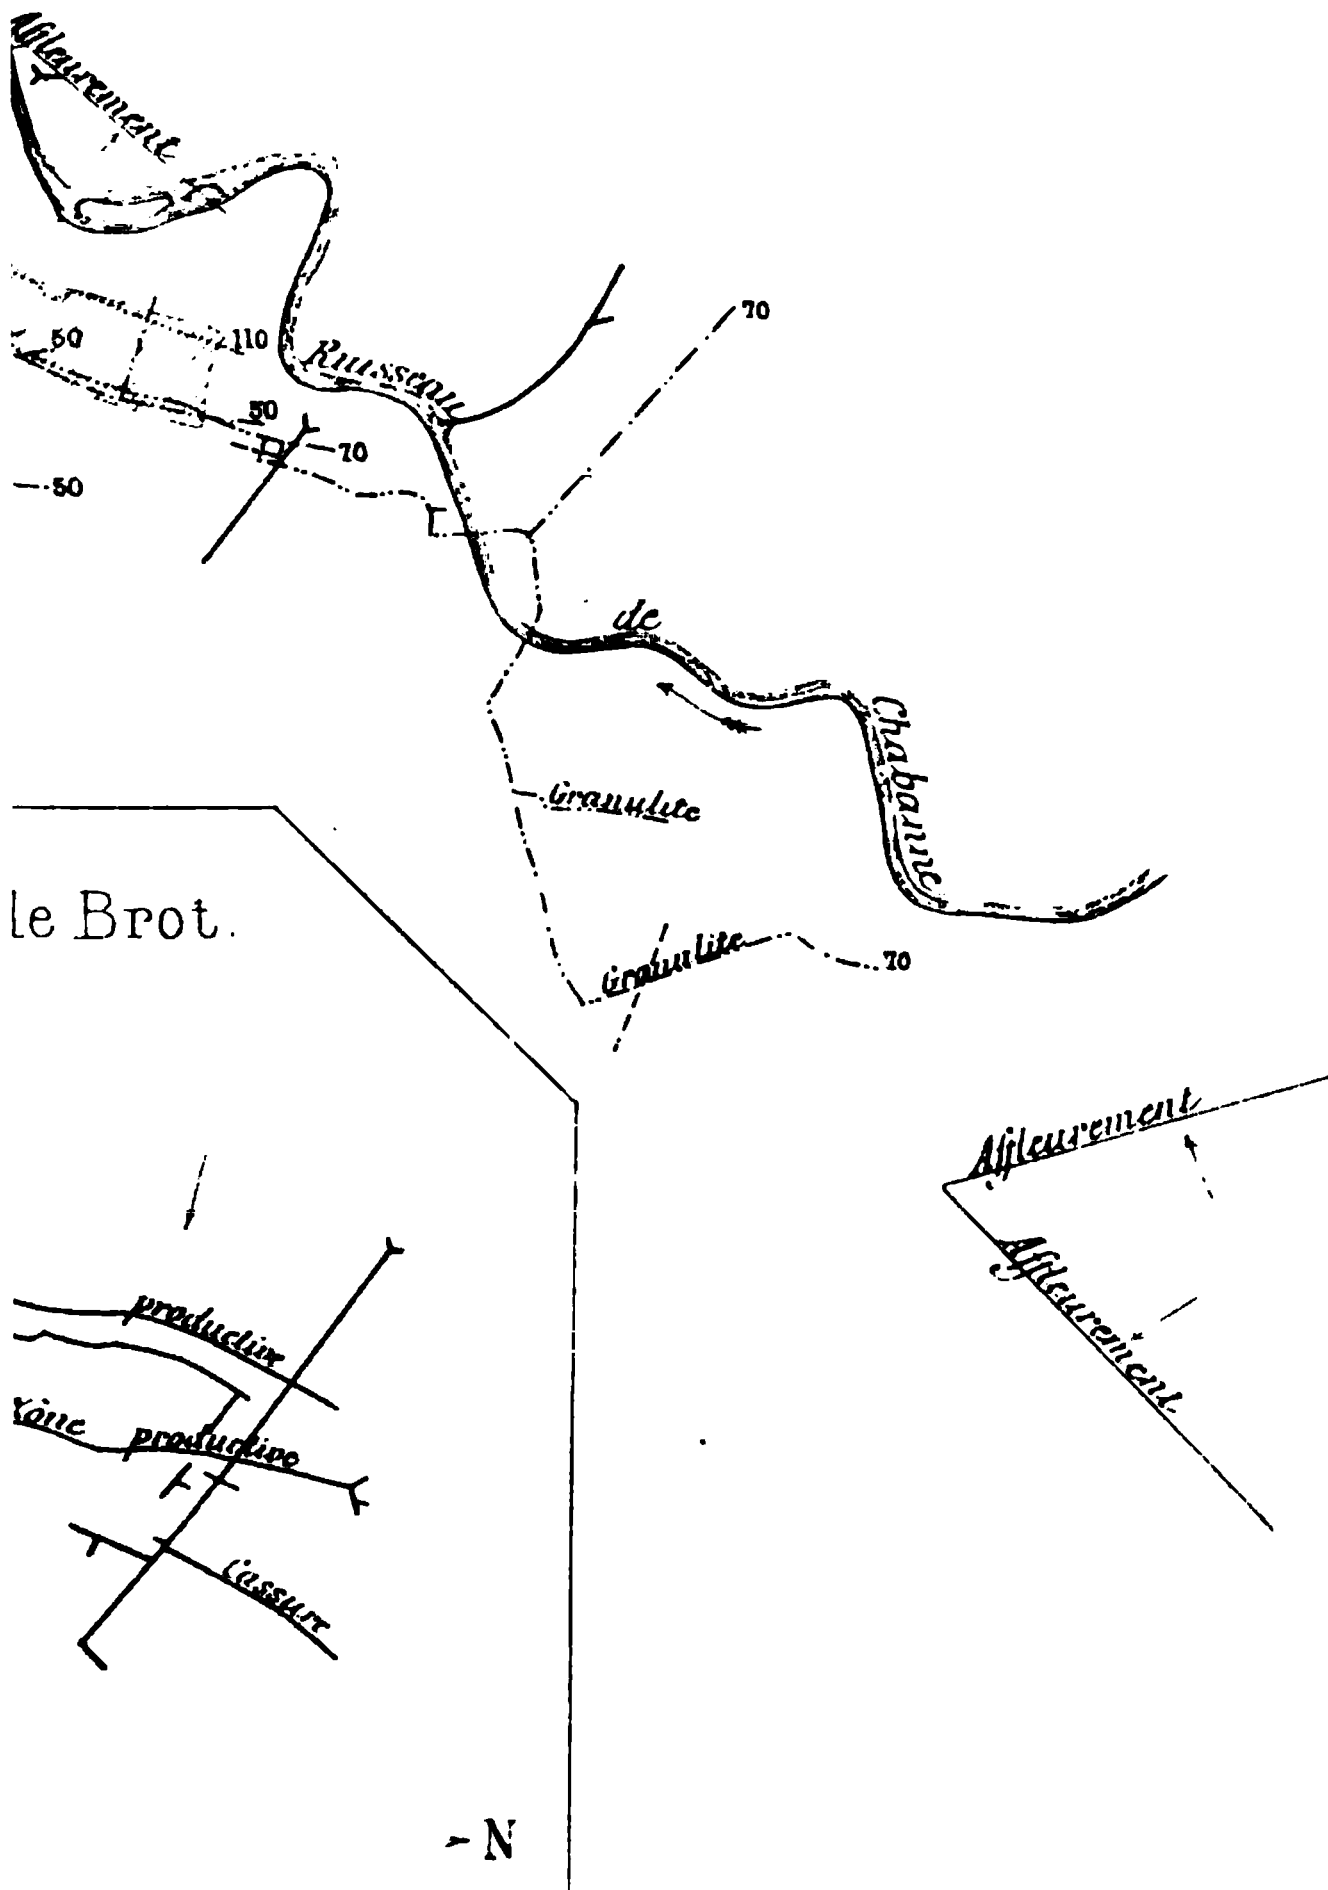 Affleurement
70
50
110
Ruisseau
50
70
50
de
Chabanne
Granulite
le Brot.
Granulite
70
Affleurement
Affleurement
productive
Zône productive
Cassure
N